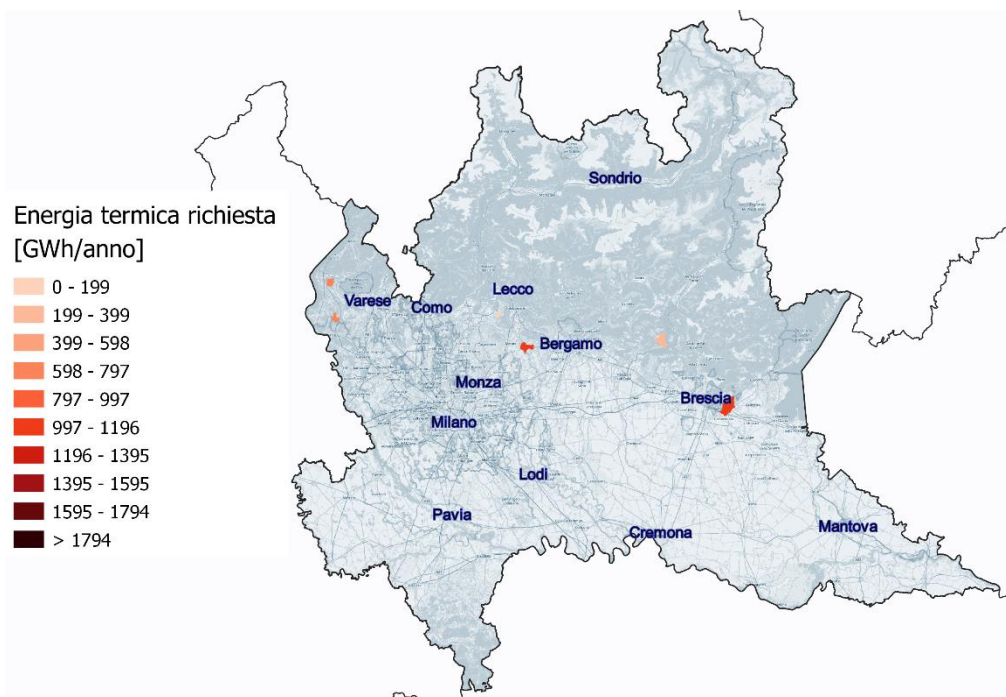 Sondrio
Energia termica richiesta
[GWh/anno]
0 - 199
199 - 399
399 - 598
598 - 797
797 - 997
997 - 1196
1196 - 1395
1395 - 1595
1595 - 1794
> 1794
Varese
Como
Lecco
Bergamo
Monza
Brescia
Milano
Lodi
Pavia
Cremona
Mantova